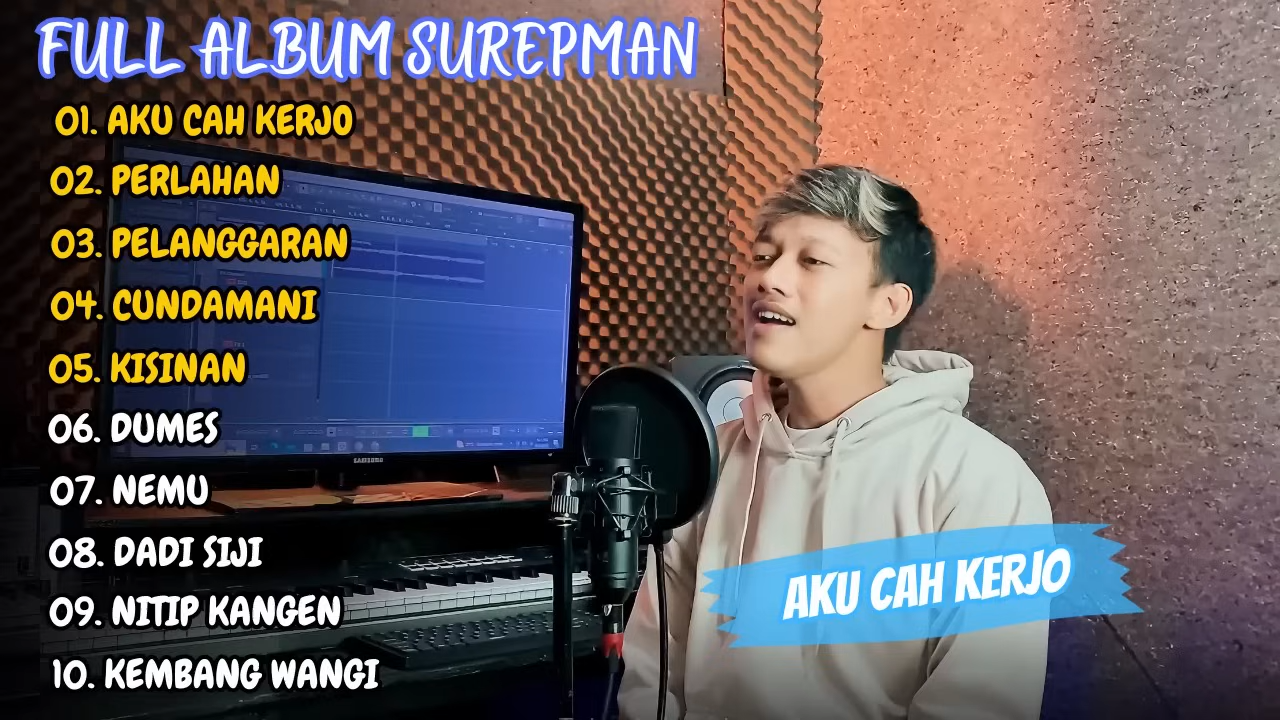 FULL ALBUM SUREPMAN
01. AKU CAH KERJO
02. PERLAHAN
03. PELANGGARAN
04. CUNDAMANI
05. KISINAN
06. DUMES
07. NEMU
08. DADI SIJI
09. NITIP KANGEN
10. KEMBANG WANGI
SAMSUNG
AKU CAH KERJO